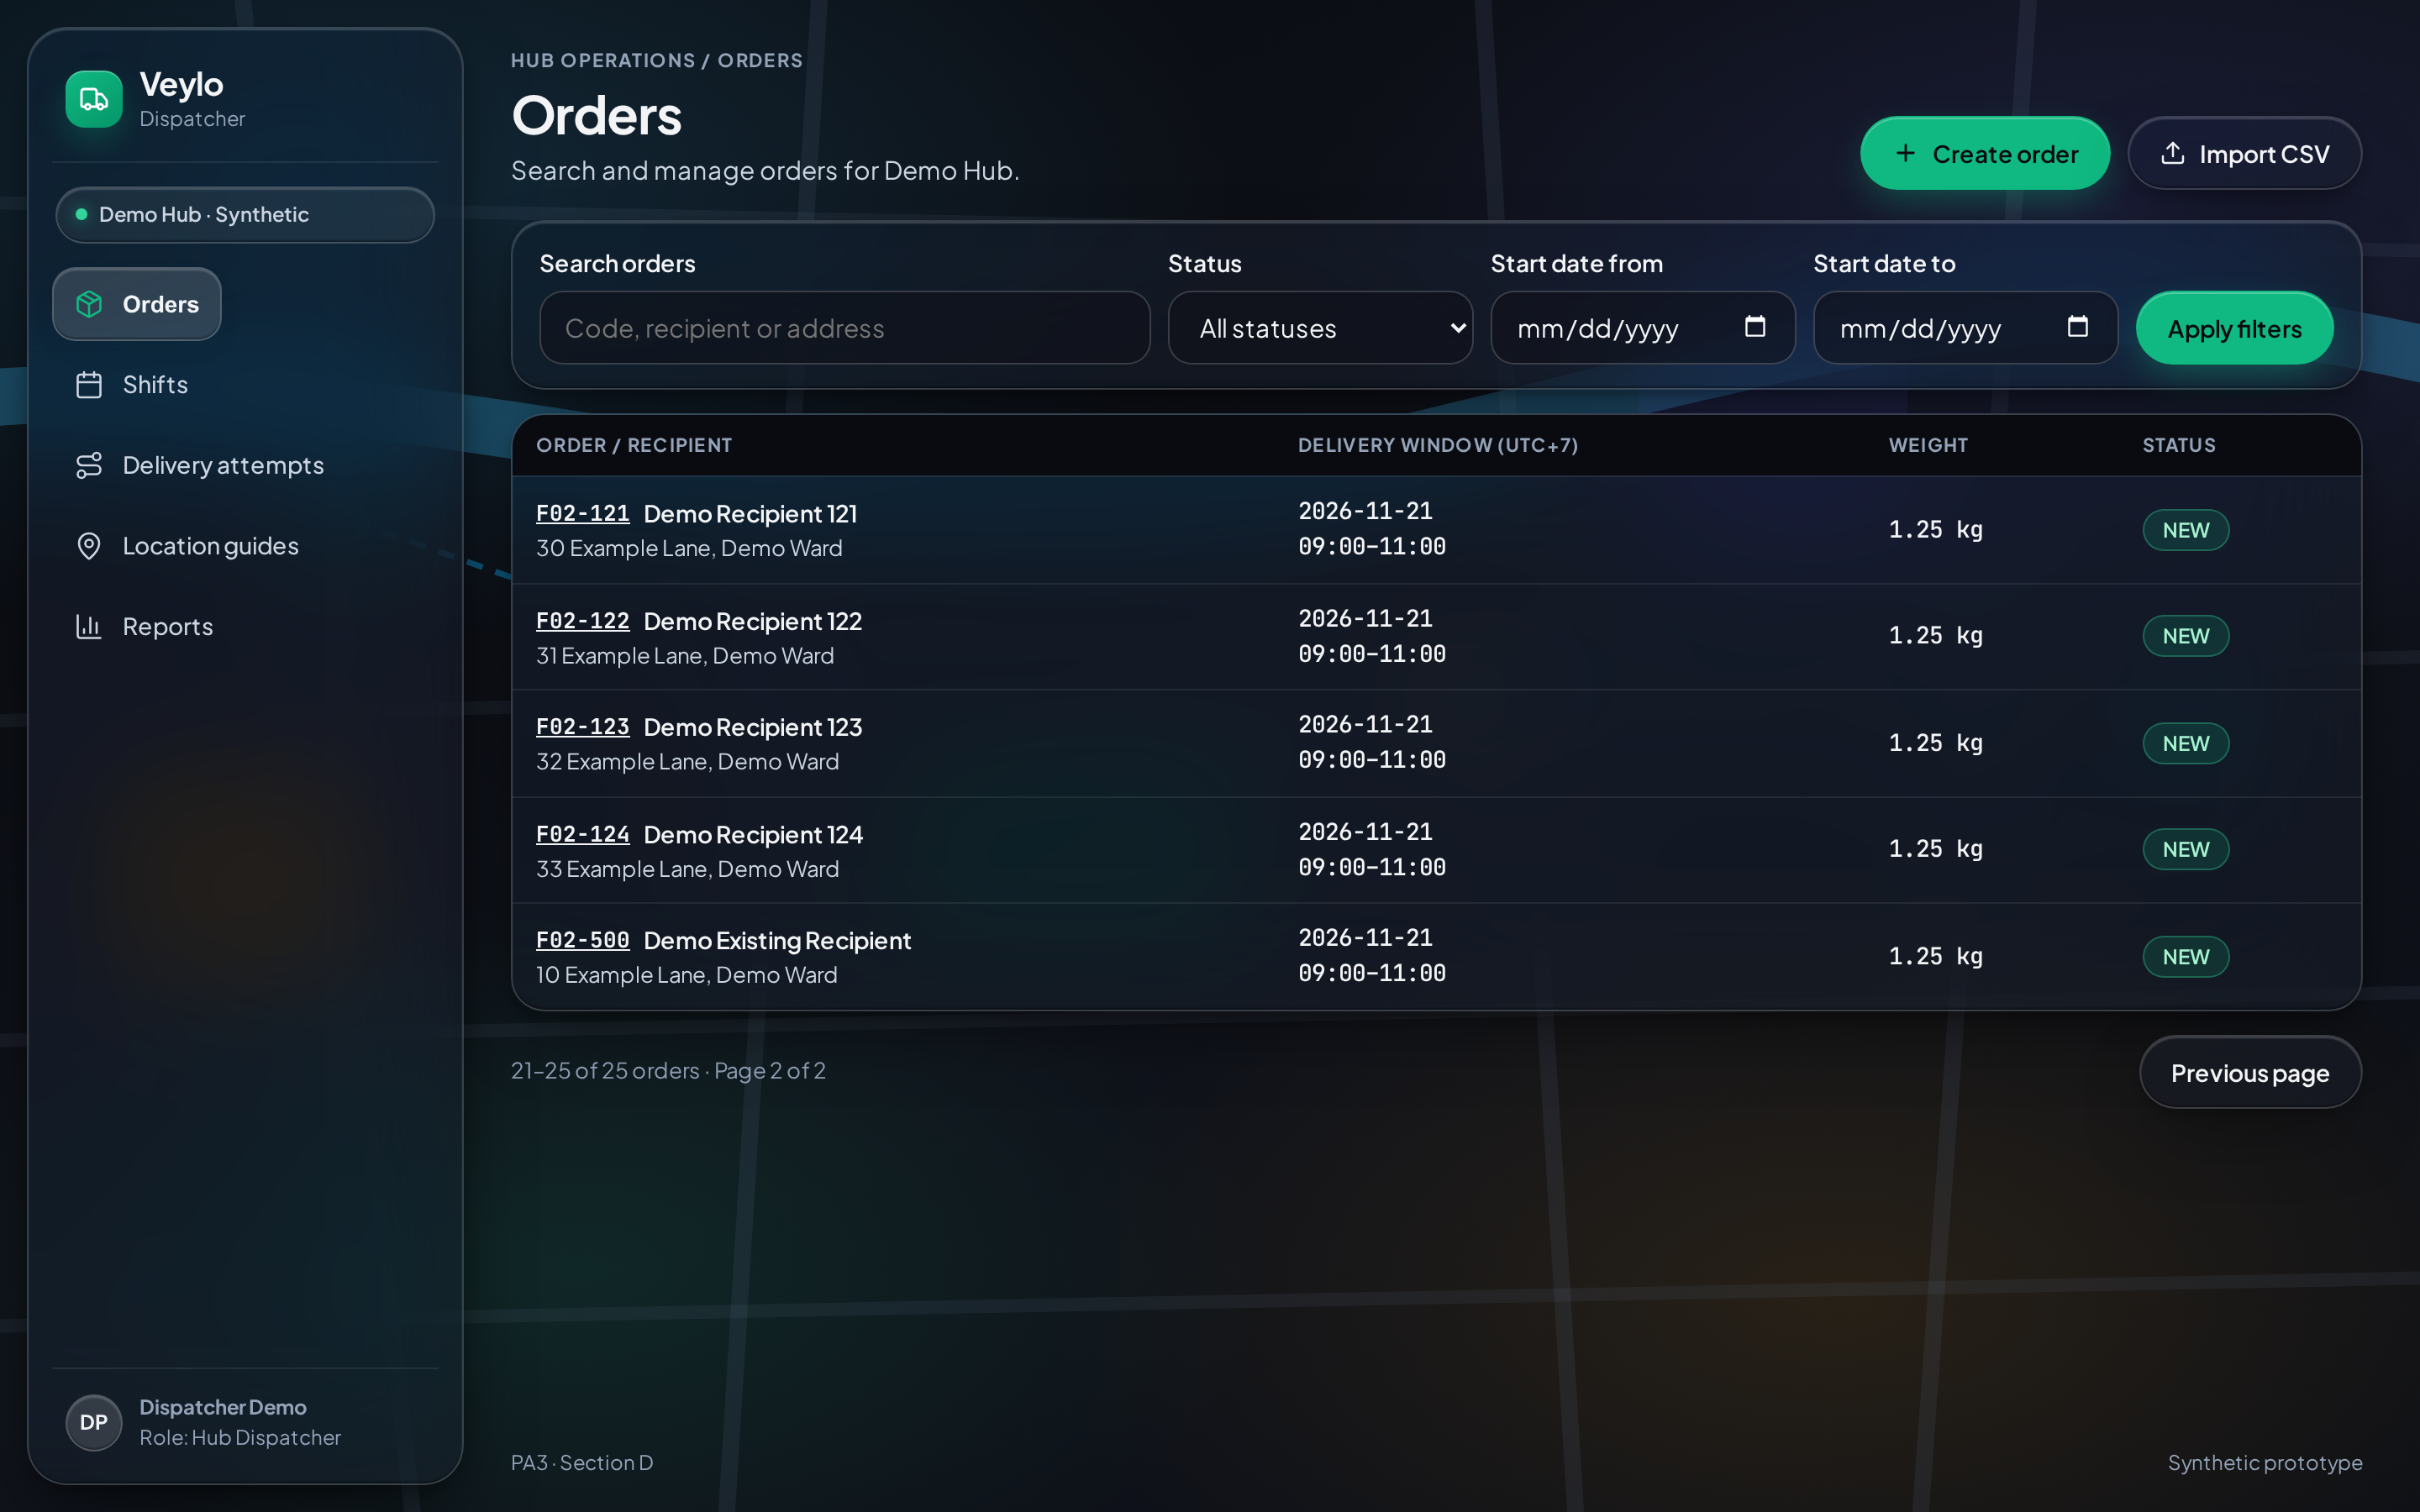 Veylo
Dispatcher
Demo Hub · Synthetic
Orders
Shifts
Delivery attempts
Location guides
Reports
DP
Dispatcher Demo
Role: Hub Dispatcher
HUB OPERATIONS / ORDERS
Orders
Search and manage orders for Demo Hub.
Create order
Import CSV
Search orders
Code, recipient or address
Status
All statuses
Start date from
mm/dd/yyyy
Start date to
mm/dd/yyyy
Apply filters
ORDER / RECIPIENT DELIVERY WINDOW (UTC+7) WEIGHT STATUS
F02-121 Demo Recipient 121
30 Example Lane, Demo Ward
2026-11-21
09:00–11:00
1.25 kg
NEW
F02-122 Demo Recipient 122
31 Example Lane, Demo Ward
2026-11-21
09:00–11:00
1.25 kg
NEW
F02-123 Demo Recipient 123
32 Example Lane, Demo Ward
2026-11-21
09:00–11:00
1.25 kg
NEW
F02-124 Demo Recipient 124
33 Example Lane, Demo Ward
2026-11-21
09:00–11:00
1.25 kg
NEW
F02-500 Demo Existing Recipient
10 Example Lane, Demo Ward
2026-11-21
09:00–11:00
1.25 kg
NEW
21–25 of 25 orders · Page 2 of 2
Previous page
PA3 · Section D
Synthetic prototype